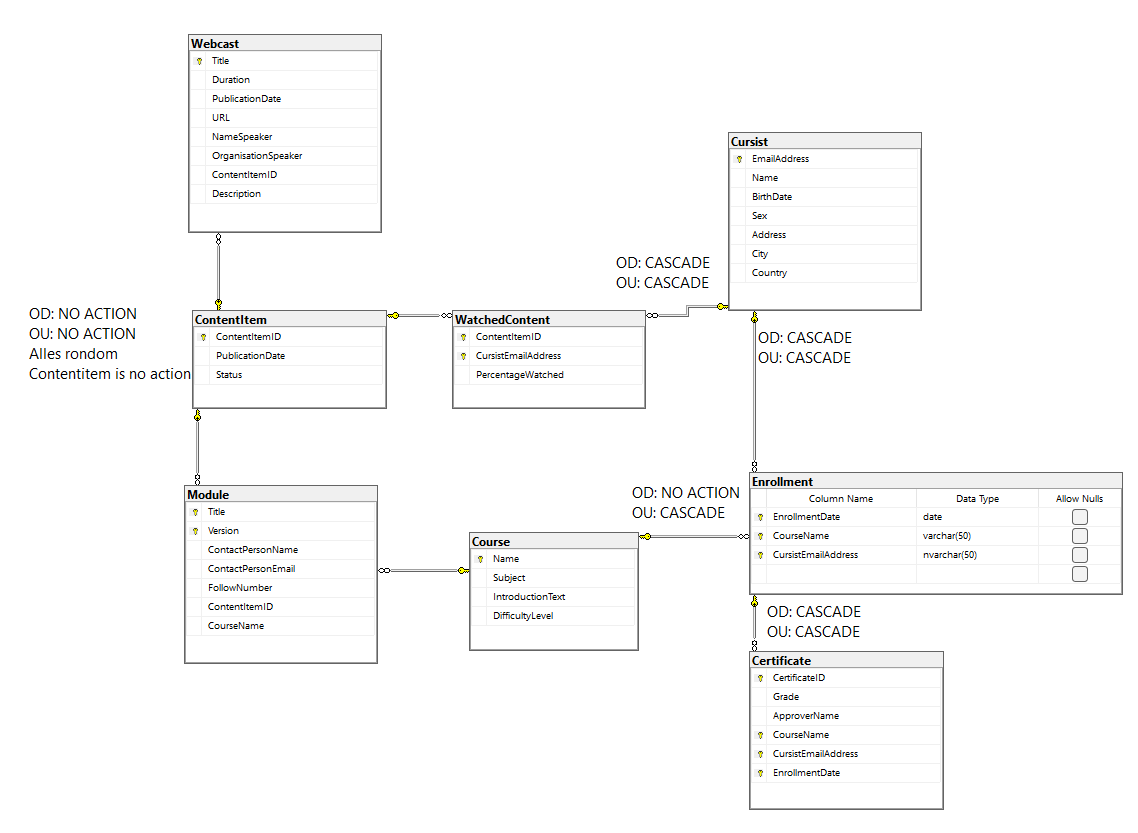 Webcast
Title
Duration
PublicationDate
URL
NameSpeaker
OrganisationSpeaker
ContentItemID
Description
Cursist
EmailAddress
Name
BirthDate
Sex
Address
City
Country
OD: CASCADE
OU: CASCADE
OD: NO ACTION
OU: NO ACTION
Alles rondom
Contentitem is no action
ContentItem
ContentItemID
PublicationDate
Status
WatchedContent
ContentItemID
CursistEmailAddress
PercentageWatched
OD: CASCADE
OU: CASCADE
Module
Title
Version
ContactPersonName
ContactPersonEmail
FollowNumber
ContentItemID
CourseName
Course
Name
Subject
IntroductionText
DifficultyLevel
OD: NO ACTION
OU: CASCADE
Enrollment
Column Name Data Type Allow Nulls
EnrollmentDate date
CourseName varchar(50)
CursistEmailAddress nvarchar(50)
OD: CASCADE
OU: CASCADE
Certificate
CertificateID
Grade
ApproverName
CourseName
CursistEmailAddress
EnrollmentDate